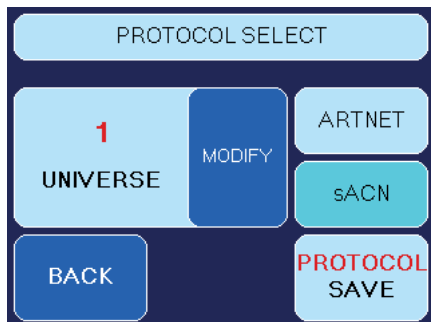 PROTOCOL SELECT
1
UNIVERSE
MODIFY
ARTNET
sACN
BACK
PROTOCOL
SAVE